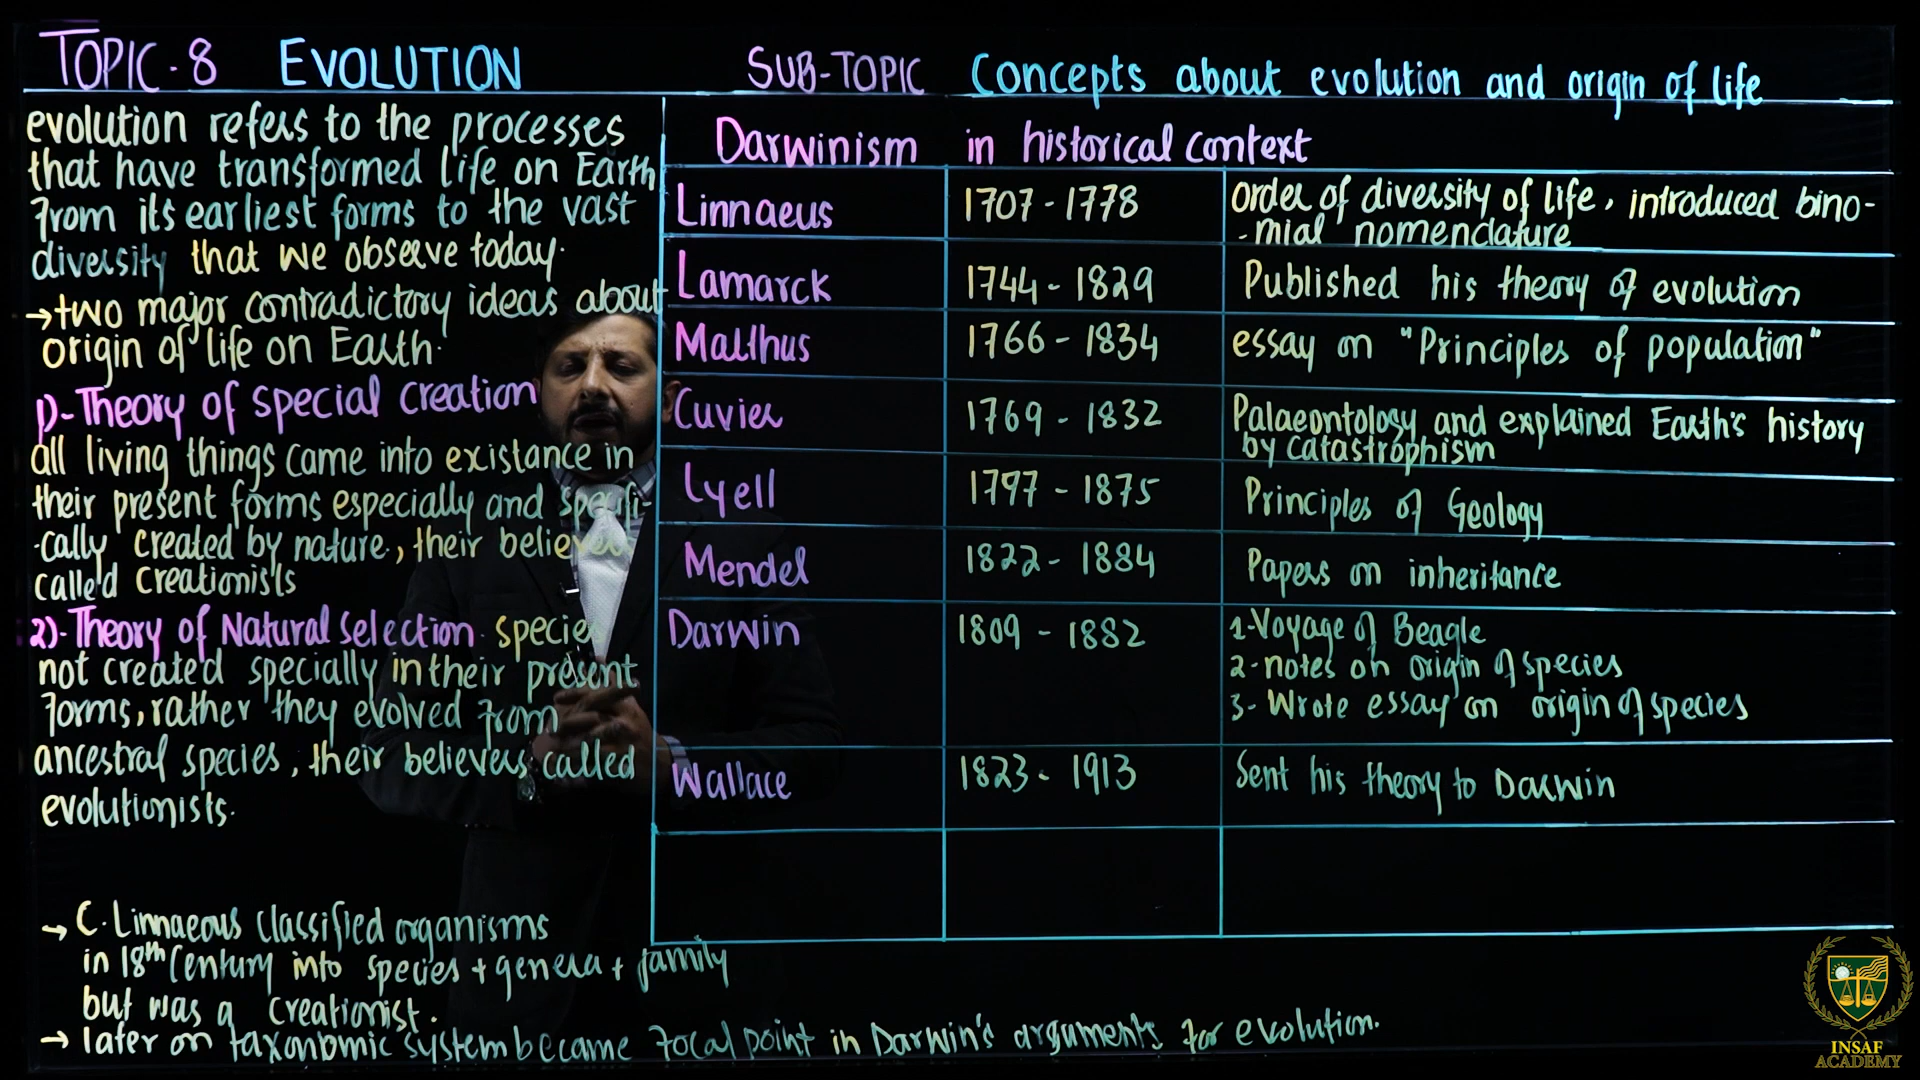 TOPIC-8 EVOLUTION SUB-TOPIC Concepts about evolution and origin of life
evolution refers to the processes
that have transformed life on Earth
from its earliest forms to the vast
diversity that we observe today.
→two major contradictory ideas about
origin of life on Earth.
1)-Theory of special creation
all living things came into existance in
their present forms especially and specifi-
-cally created by nature, their believers
called creationists
2)-Theory of Natural selection. species
not created specially in their present
forms, rather they evolved from
ancestral species, their believers called
evolutionists.
→ C. Linnaeous classified organisms
in 18th Century into species + genera + family
but was a creationist.
→ later on taxonomic system became focal point in Darwin's arguments for evolution.
Darwinism in historical context
Linnaeus 1707-1778 order of diversity of life, introduced bino-
-mial nomenclature
Lamarck 1744-1829 Published his theory of evolution
Malthus 1766-1834 essay on "Principles of population"
Cuvier 1769-1832 Palaeontology and explained Earth's history
by catastrophism
Lyell 1797-1875 Principles of Geology
Mendel 1822-1884 Papers on inheritance
Darwin 1809-1882 1-Voyage of Beagle
2-notes on origin of species
3-Wrote essay on origin of species
Wallace 1823-1913 Sent his theory to Darwin
INSAF
ACADEMY